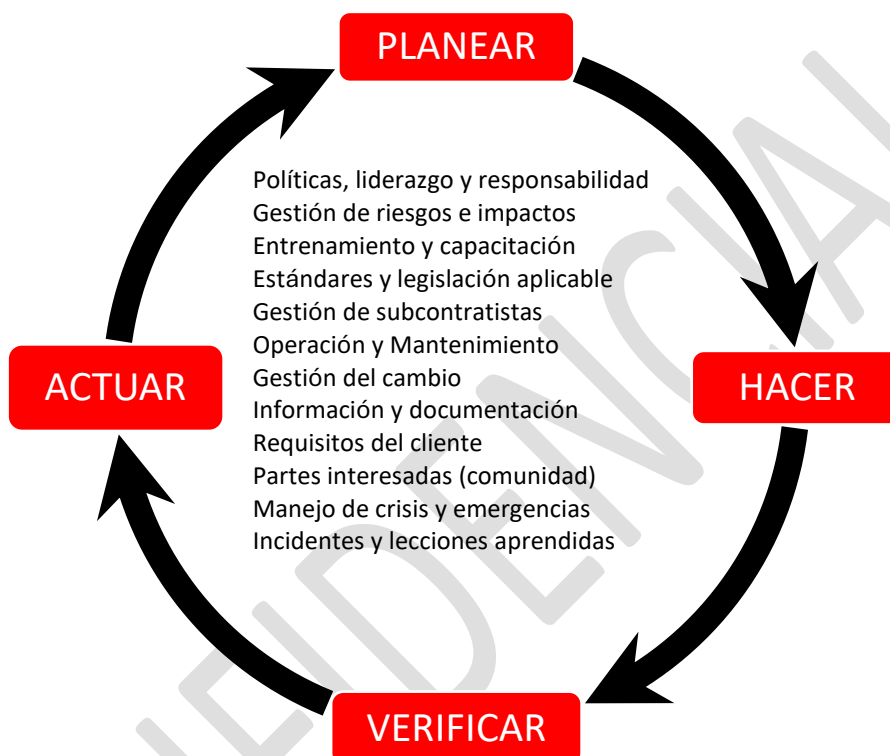 PLANEAR
Políticas, liderazgo y responsabilidad
Gestión de riesgos e impactos
Entrenamiento y capacitación
Estándares y legislación aplicable
Gestión de subcontratistas
Operación y Mantenimiento
Gestión del cambio
Información y documentación
Requisitos del cliente
Partes interesadas (comunidad)
Manejo de crisis y emergencias
Incidentes y lecciones aprendidas
ACTUAR
HACER
VERIFICAR
FIDENCIAL